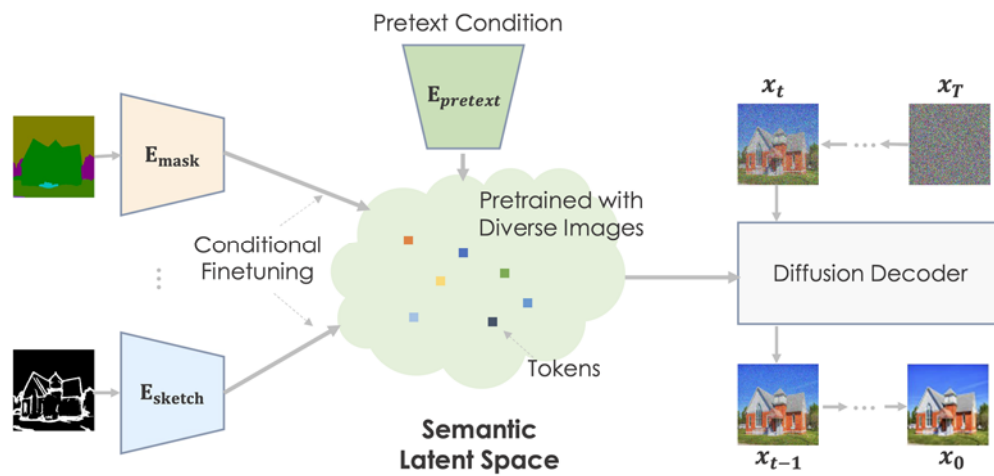 Pretext Condition
E_pretext
x_t
x_T
E_mask
Pretrained with
Diverse Images
Conditional
Finetuning
Diffusion Decoder
Tokens
E_sketch
Semantic
Latent Space
x_{t-1}
x_0